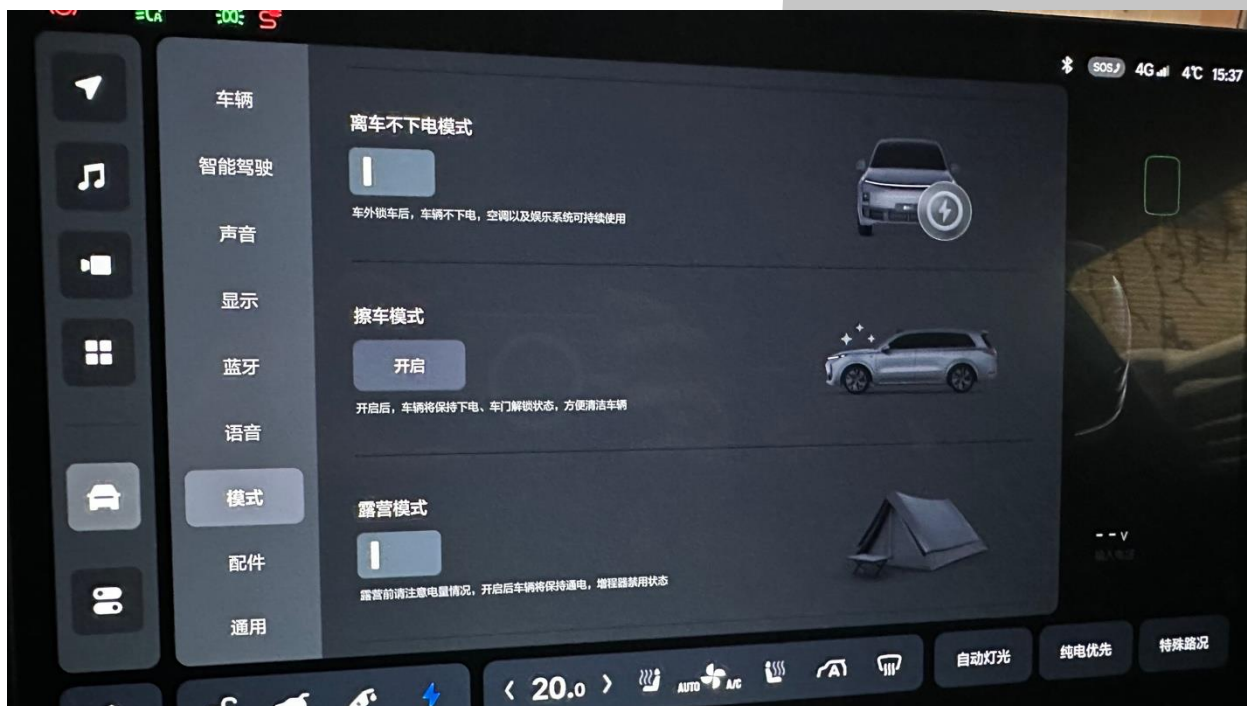 SOS 4G 4℃ 15:37
车辆
智能驾驶
声音
显示
蓝牙
语音
模式
配件
通用
离车不下电模式
车外锁车后，车辆不下电，空调以及娱乐系统可持续使用
擦车模式
开启
开启后，车辆将保持下电、车门解锁状态，方便清洁车辆
露营模式
露营前请注意电量情况，开启后车辆将保持通电，增程器禁用状态
--V
20.0
AUTO A/C
A
自动灯光
纯电优先
特殊路况